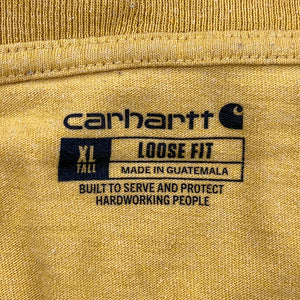 carhartt
XL TALL LOOSE FIT
MADE IN GUATEMALA
BUILT TO SERVE AND PROTECT
HARDWORKING PEOPLE